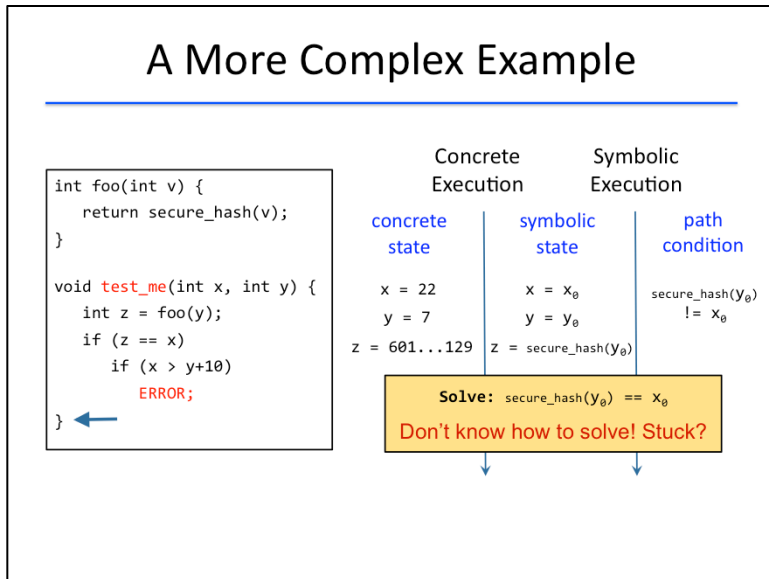 A More Complex Example
int foo(int v) {
return secure_hash(v);
}
void test_me(int x, int y) {
int z = foo(y);
if (z == x)
if (x > y+10)
ERROR;
}
Concrete
Execution
Symbolic
Execution
concrete
state
symbolic
state
path
condition
x = 22
y = 7
z = 601...129
x = x₀
y = y₀
z = secure_hash(y₀)
secure_hash(y₀)
!= x₀
Solve: secure_hash(y₀) == x₀
Don't know how to solve! Stuck?